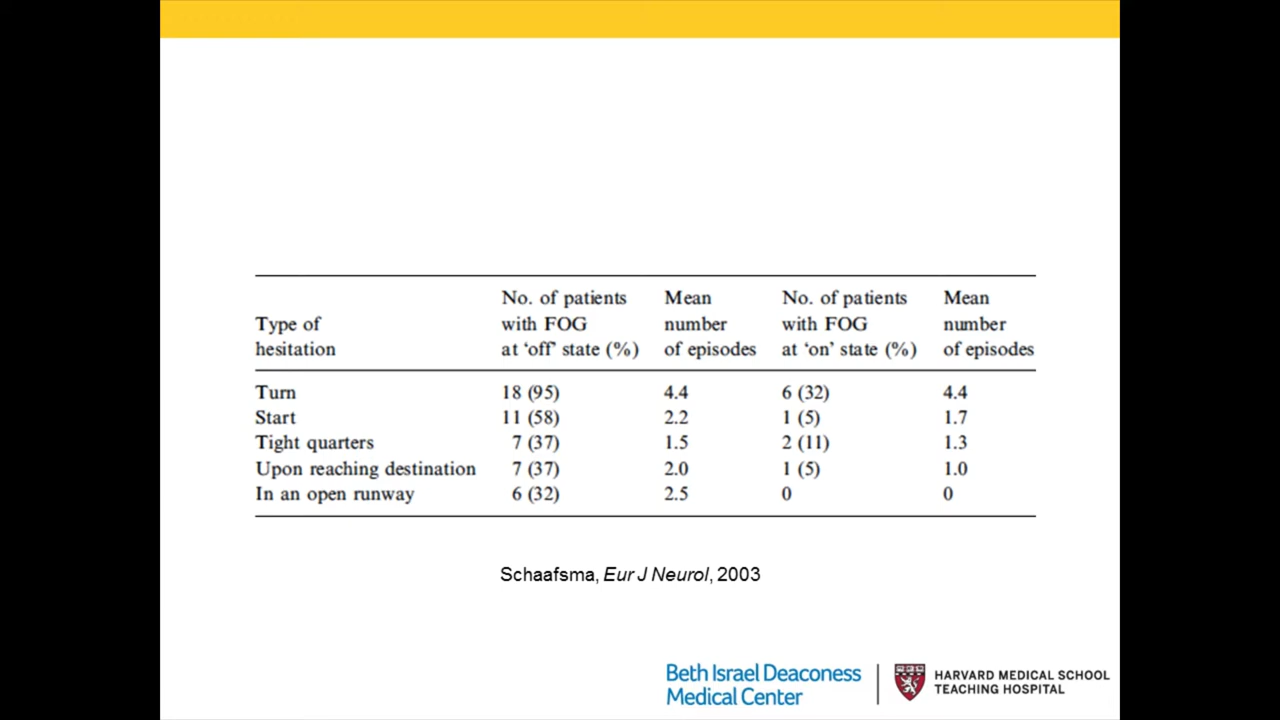 No. of patients Mean No. of patients Mean
Type of with FOG number with FOG number
hesitation at ‘off’ state (%) of episodes at ‘on’ state (%) of episodes
Turn 18 (95) 4.4 6 (32) 4.4
Start 11 (58) 2.2 1 (5) 1.7
Tight quarters 7 (37) 1.5 2 (11) 1.3
Upon reaching destination 7 (37) 2.0 1 (5) 1.0
In an open runway 6 (32) 2.5 0 0
Schaafsma, Eur J Neurol, 2003
Beth Israel Deaconess
Medical Center
HARVARD MEDICAL SCHOOL
TEACHING HOSPITAL